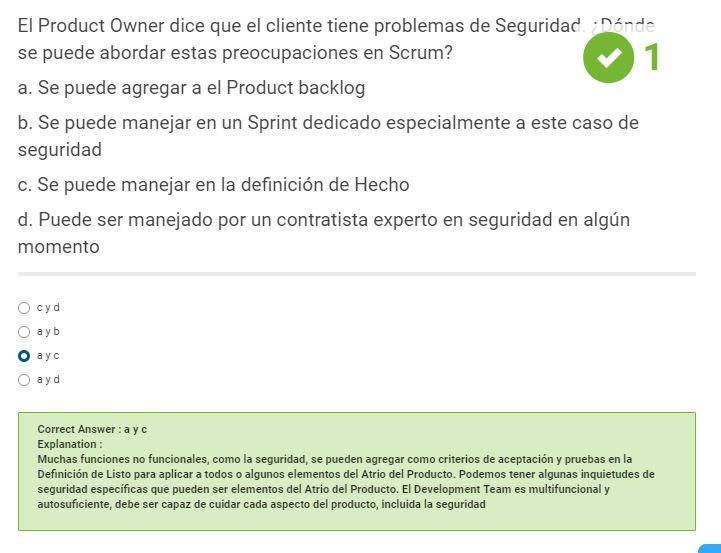 El Product Owner dice que el cliente tiene problemas de Seguridad. ¿Dónde
se puede abordar estas preocupaciones en Scrum?
1
a. Se puede agregar a el Product backlog
b. Se puede manejar en un Sprint dedicado especialmente a este caso de
seguridad
c. Se puede manejar en la definición de Hecho
d. Puede ser manejado por un contratista experto en seguridad en algún
momento
c y d
a y b
a y c
a y d
Correct Answer : a y c
Explanation :
Muchas funciones no funcionales, como la seguridad, se pueden agregar como criterios de aceptación y pruebas en la
Definición de Listo para aplicar a todos o algunos elementos del Atrio del Producto. Podemos tener algunas inquietudes de
seguridad específicas que pueden ser elementos del Atrio del Producto. El Development Team es multifuncional y
autosuficiente, debe ser capaz de cuidar cada aspecto del producto, incluida la seguridad